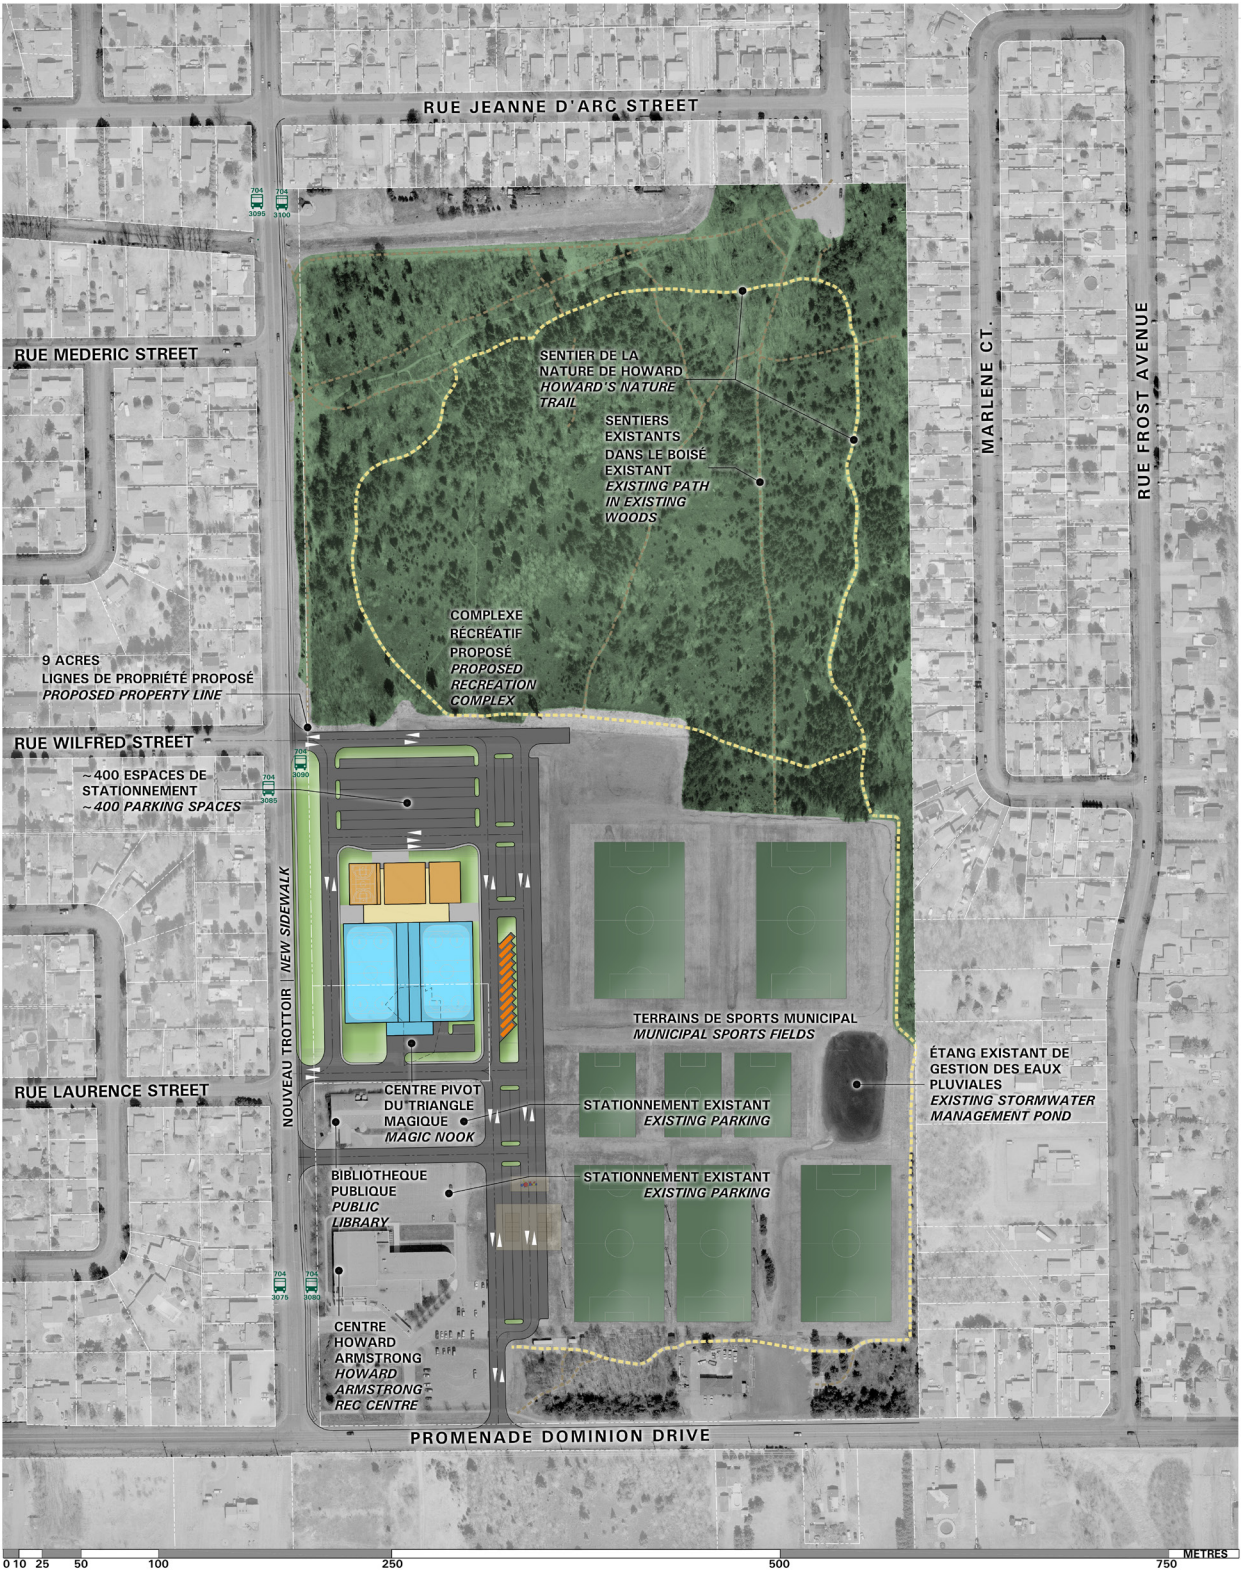 RUE JEANNE D'ARC STREET
704
3095
704
3100
RUE MEDERIC STREET
MARLENE CT.
RUE FROST AVENUE
SENTIER DE LA
NATURE DE HOWARD
HOWARD'S NATURE
TRAIL
SENTIERS
EXISTANTS
DANS LE BOISÉ
EXISTANT
EXISTING PATH
IN EXISTING
WOODS
COMPLEXE
RÉCRÉATIF
PROPOSÉ
PROPOSED
RECREATION
COMPLEX
9 ACRES
LIGNES DE PROPRIÉTÉ PROPOSÉ
PROPOSED PROPERTY LINE
RUE WILFRED STREET
704
3090
704
3085
~400 ESPACES DE
STATIONNEMENT
~400 PARKING SPACES
NOUVEAU TROTTOIR | NEW SIDEWALK
TERRAINS DE SPORTS MUNICIPAL
MUNICIPAL SPORTS FIELDS
ÉTANG EXISTANT DE
GESTION DES EAUX
PLUVIALES
EXISTING STORMWATER
MANAGEMENT POND
RUE LAURENCE STREET
CENTRE PIVOT
DU TRIANGLE
MAGIQUE
MAGIC NOOK
STATIONNEMENT EXISTANT
EXISTING PARKING
BIBLIOTHEQUE
PUBLIQUE
PUBLIC
LIBRARY
STATIONNEMENT EXISTANT
EXISTING PARKING
704
3075
704
3080
CENTRE
HOWARD
ARMSTRONG
HOWARD
ARMSTRONG
REC CENTRE
PROMENADE DOMINION DRIVE
0 10 25 50 100 250 500 750 METRES